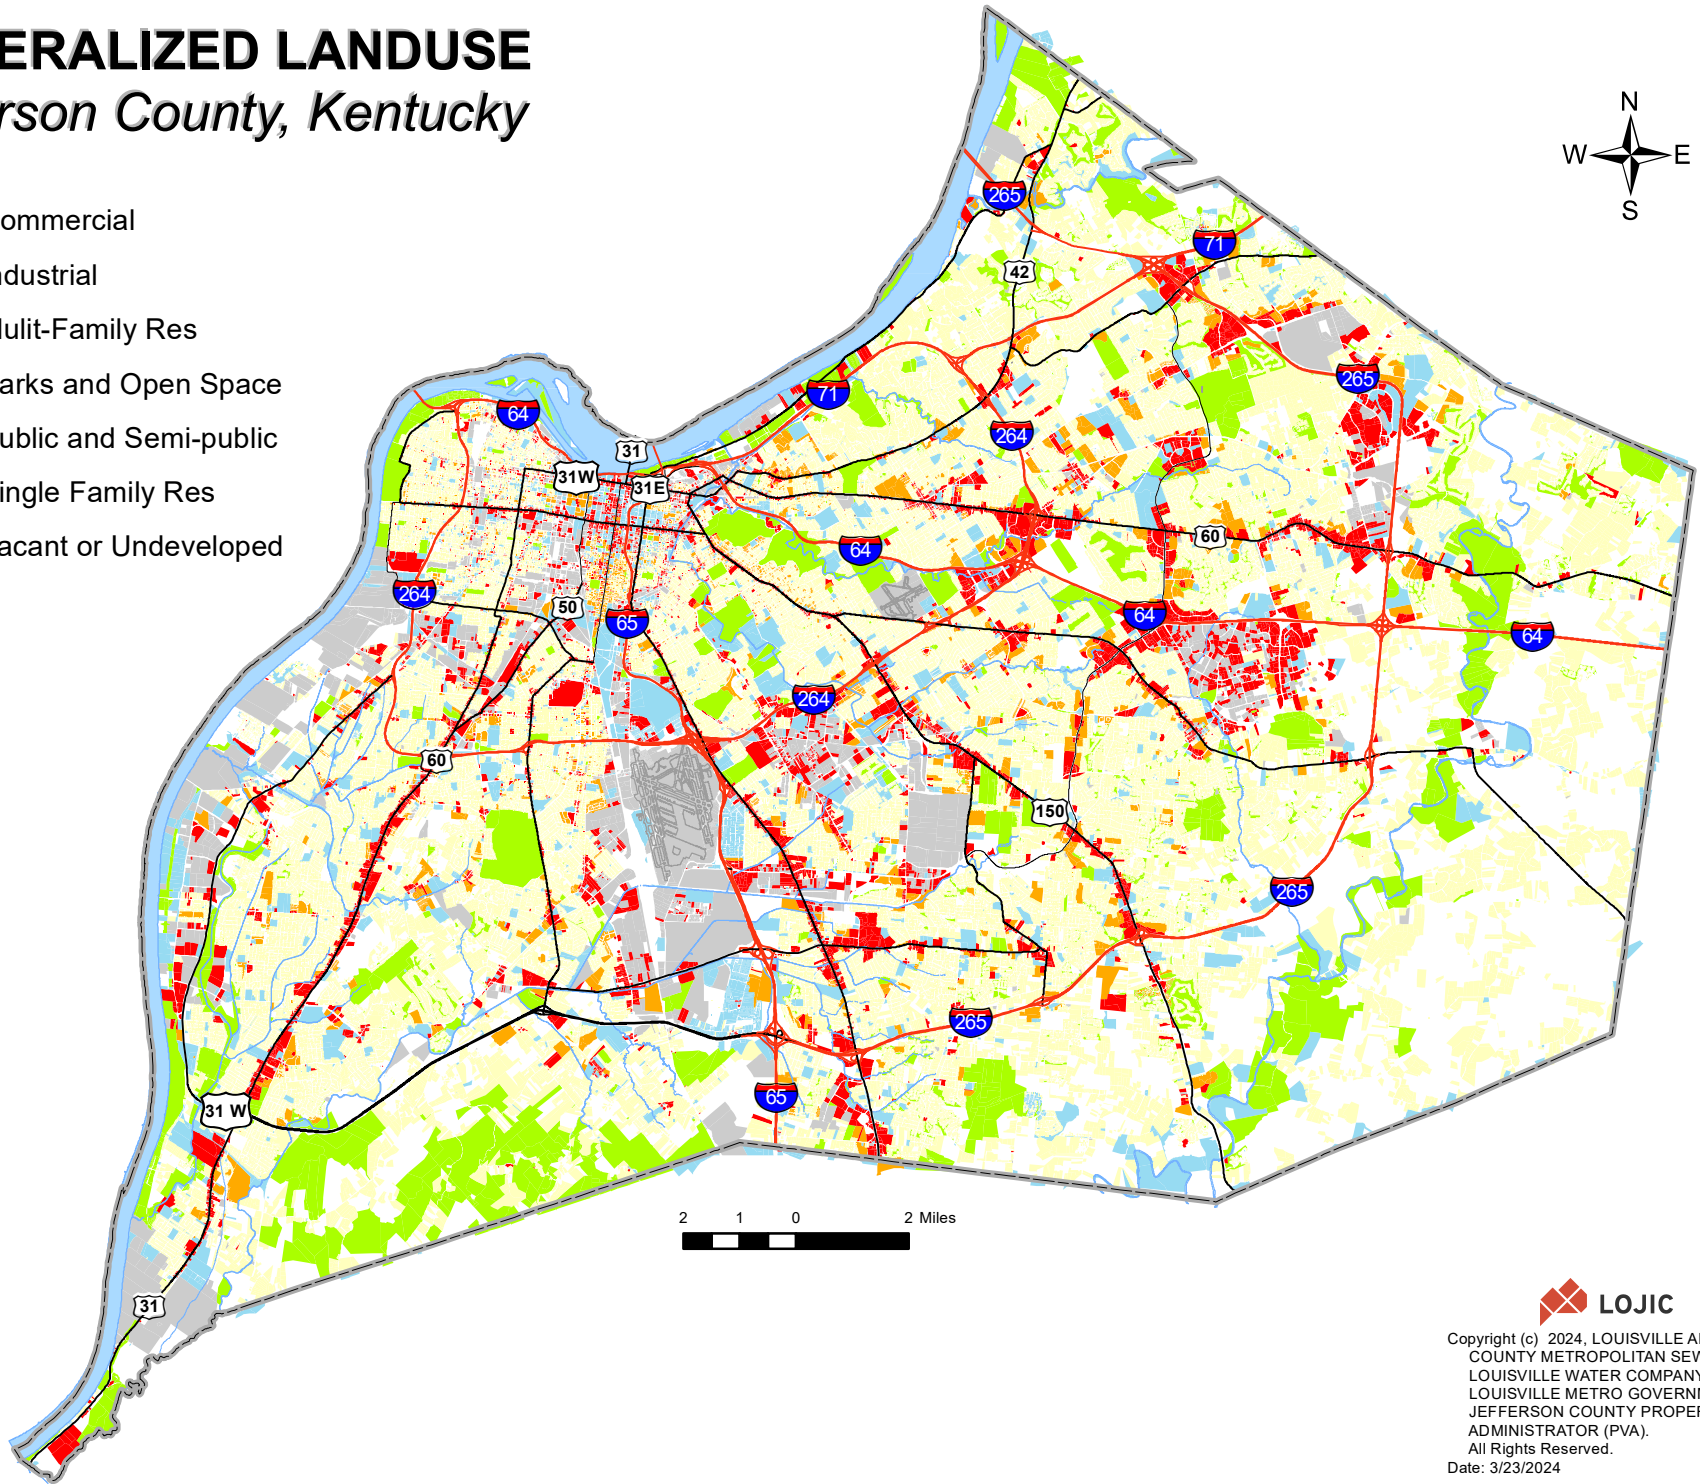 ERALIZED LANDUSE
rson County, Kentucky
N
W E
S
ommercial
ndustrial
ulit-Family Res
arks and Open Space
ublic and Semi-public
ingle Family Res
acant or Undeveloped
265
71
42
265
71
64
264
31
31W
31E
60
64
264
50
65
64
64
264
60
150
265
265
65
31 W
31
2 1 0 2 Miles
LOJIC
Copyright (c) 2024, LOUISVILLE A
COUNTY METROPOLITAN SEW
LOUISVILLE WATER COMPANY
LOUISVILLE METRO GOVERN
JEFFERSON COUNTY PROPE
ADMINISTRATOR (PVA).
All Rights Reserved.
Date: 3/23/2024